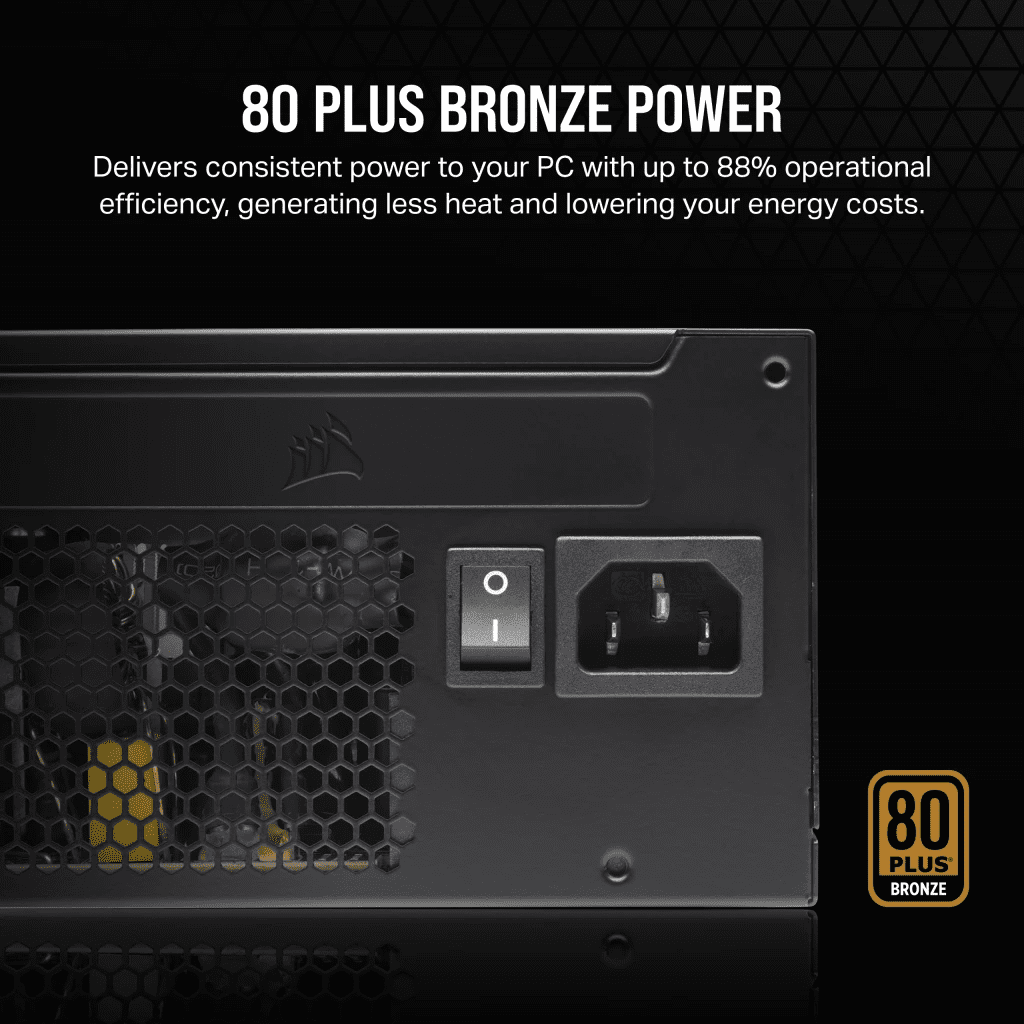 80 PLUS BRONZE POWER
Delivers consistent power to your PC with up to 88% operational
efficiency, generating less heat and lowering your energy costs.
O
I
80
PLUS®
BRONZE